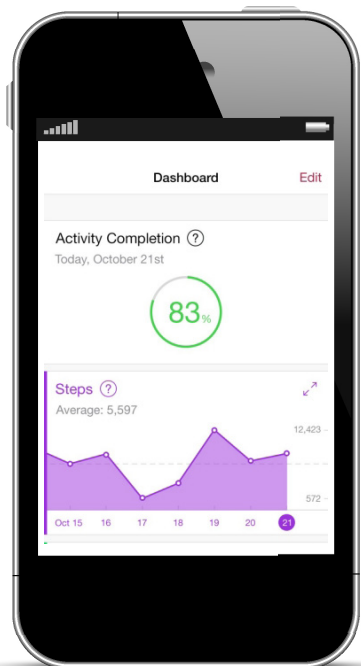 Dashboard
Edit
Activity Completion ?
Today, October 21st
83%
Steps ?
Average: 5,597
12,423
572
Oct 15 16 17 18 19 20 21